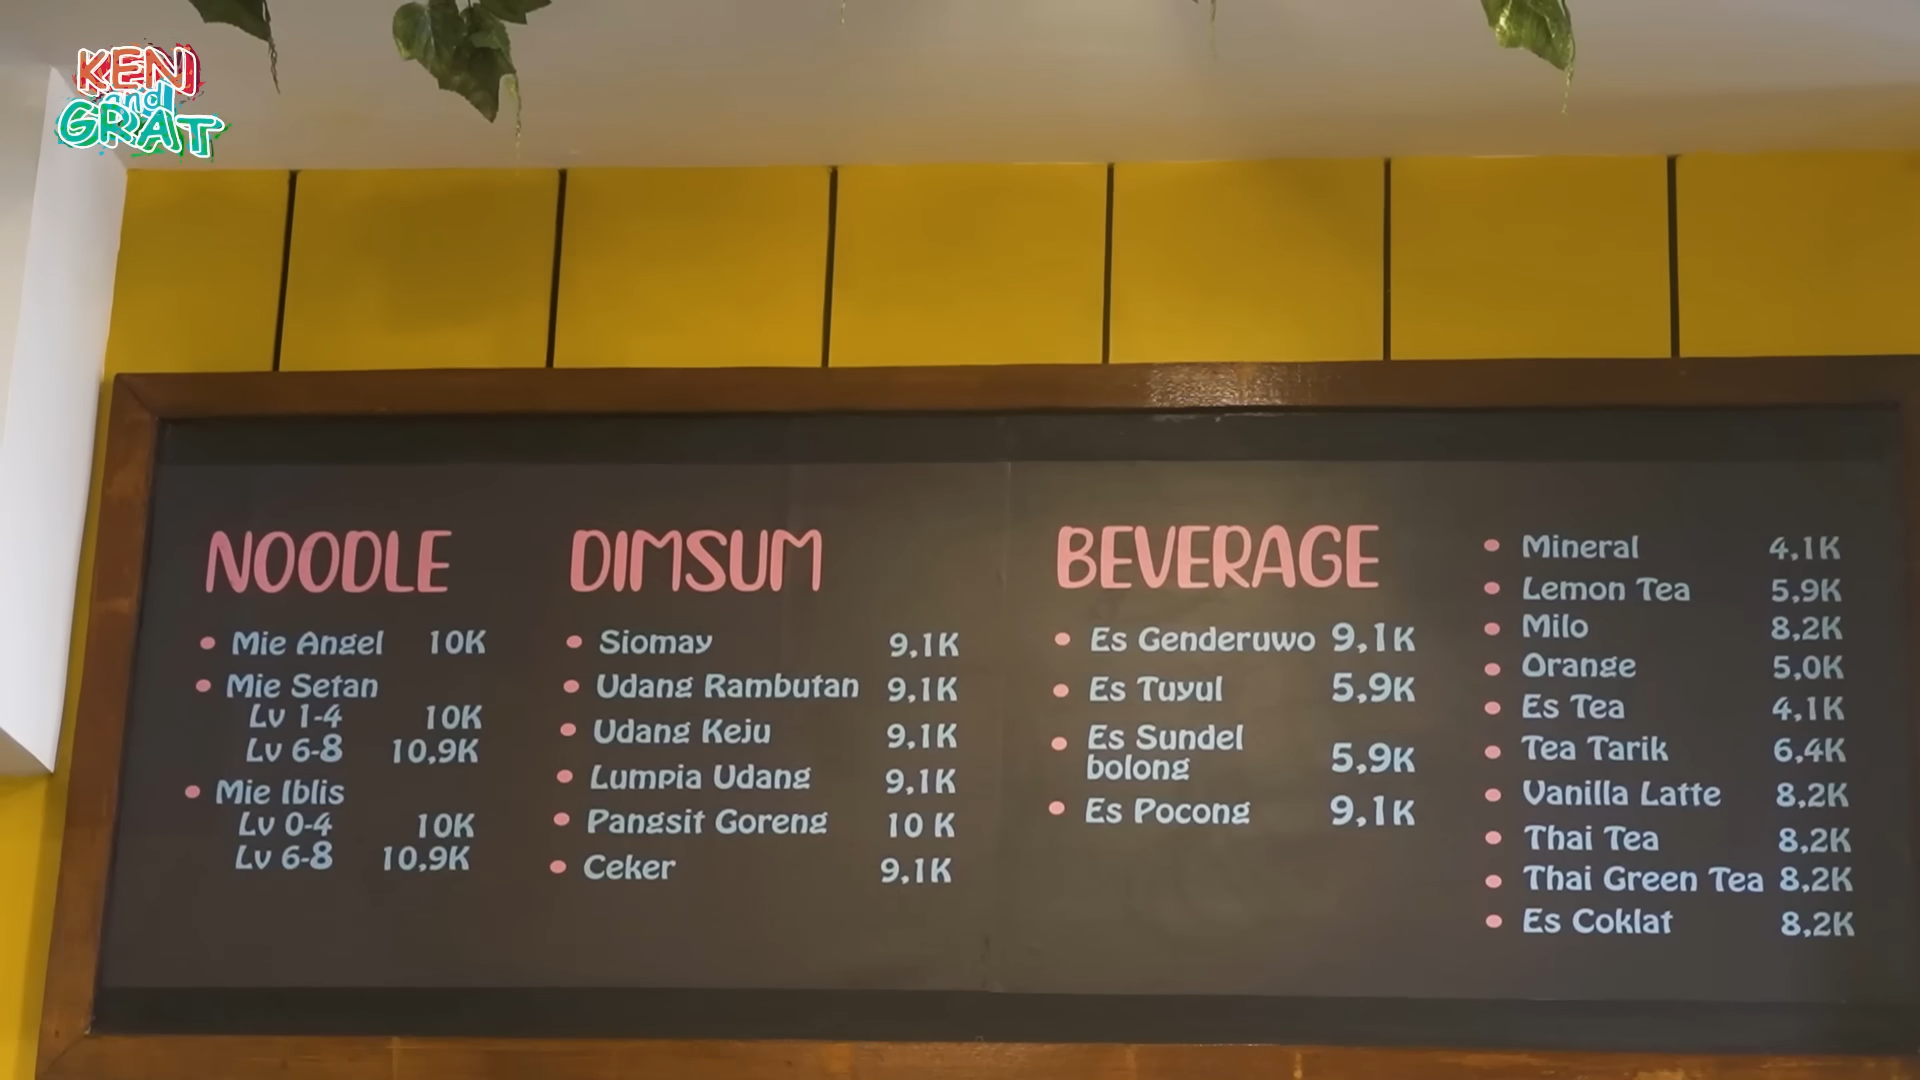 KEN
and
GRAT
NOODLE
Mie Angel 10K
Mie Setan
Lv 1-4 10K
Lv 6-8 10,9K
Mie Iblis
Lv 0-4 10K
Lv 6-8 10,9K
DIMSUM
Siomay 9,1K
Udang Rambutan 9,1K
Udang Keju 9,1K
Lumpia Udang 9,1K
Pangsit Goreng 10 K
Ceker 9,1K
BEVERAGE
Es Genderuwo 9,1K
Es Tuyul 5,9K
Es Sundel
bolong 5,9K
Es Pocong 9,1K
Mineral 4,1K
Lemon Tea 5,9K
Milo 8,2K
Orange 5,0K
Es Tea 4,1K
Tea Tarik 6,4K
Vanilla Latte 8,2K
Thai Tea 8,2K
Thai Green Tea 8,2K
Es Coklat 8,2K